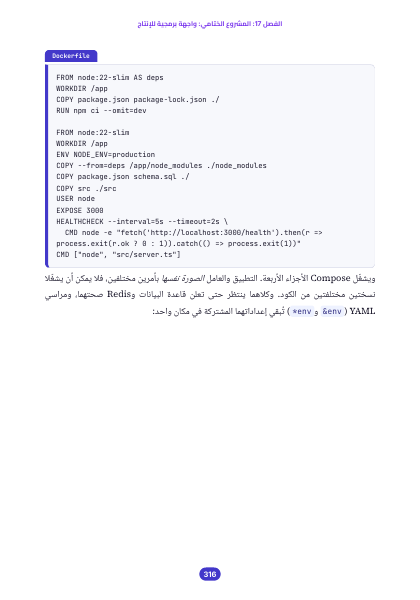 الفصل 17: المشروع الختامي: واجهة برمجية للإنتاج
Dockerfile
FROM node:22-slim AS deps
WORKDIR /app
COPY package.json package-lock.json ./
RUN npm ci --omit=dev
FROM node:22-slim
WORKDIR /app
ENV NODE_ENV=production
COPY --from=deps /app/node_modules ./node_modules
COPY package.json schema.sql ./
COPY src ./src
USER node
EXPOSE 3000
HEALTHCHECK --interval=5s --timeout=2s \
  CMD node -e "fetch('http://localhost:3000/health').then(r =>
process.exit(r.ok ? 0 : 1)).catch(() => process.exit(1))"
CMD ["node", "src/server.ts"]
ويشغّل Compose الأجزاء الأربعة. التطبيق والعامل الصورة نفسها بأمرين مختلفين، فلا يمكن أن يشغلا
نسختين مختلفتين من الكود. وكلاهما ينتظر حتى تعلن قاعدة البيانات وRedis صحتهما، ومراسي
YAML (&env و *env) تُبقي إعداداتهما المشتركة في مكان واحد:
316